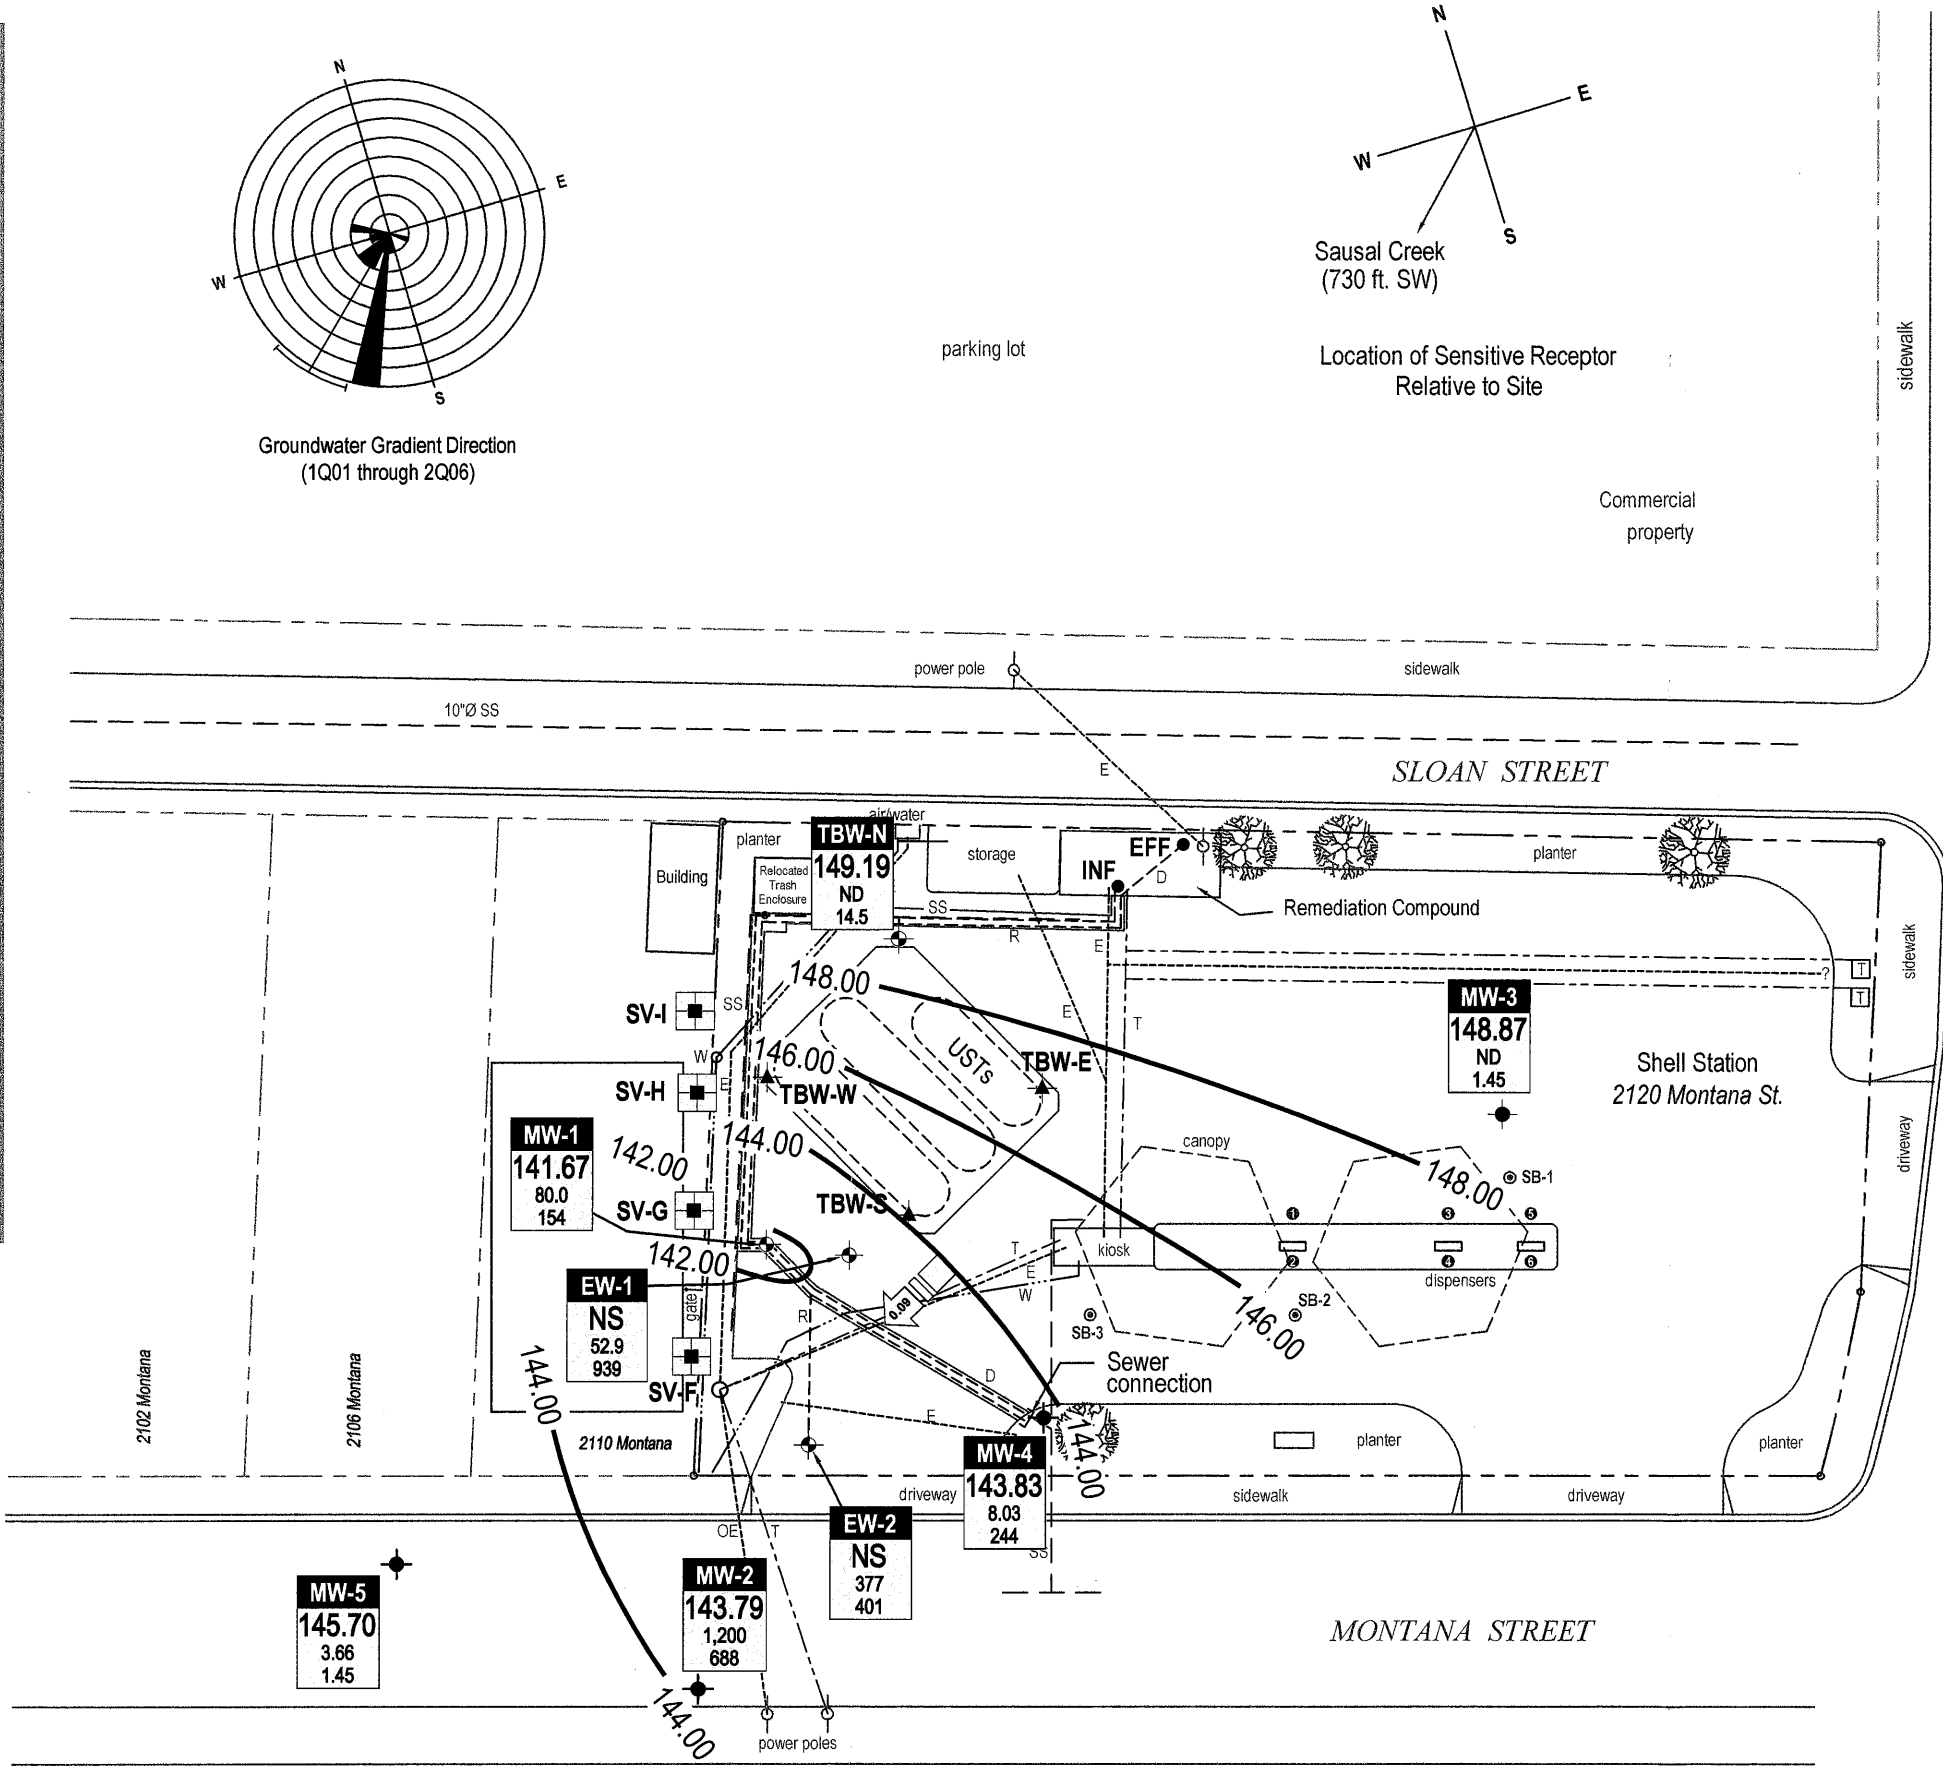 N
E
W
S
Groundwater Gradient Direction
(1Q01 through 2Q06)
N
E
W
S
Sausal Creek
(730 ft. SW)
Location of Sensitive Receptor
Relative to Site
parking lot
sidewalk
Commercial
property
power pole
sidewalk
10"Ø SS
E
SLOAN STREET
air/water
planter
TBW-N
149.19
ND
14.5
storage
EFF
INF
D
planter
Building
Relocated
Trash
Enclosure
SS
R
E
Remediation Compound
sidewalk
?
T
T
148.00
SV-I
SS
MW-3
148.87
ND
1.45
E
T
USTs
146.00
W
E
TBW-E
Shell Station
2120 Montana St.
SV-H
TBW-W
MW-1
141.67
80.0
154
142.00
144.00
canopy
driveway
148.00
SB-1
SV-G
TBW-S
1
3
5
142.00
T
kiosk
2
4
6
EW-1
NS
52.9
939
E
dispensers
W
gate
R
0.09
SB-3
SB-2
146.00
144.00
SV-F
D
Sewer
connection
2102 Montana
2106 Montana
2110 Montana
E
144.00
planter
planter
MW-4
143.83
8.03
244
driveway
sidewalk
driveway
OE
T
EW-2
NS
377
401
SS
MW-5
145.70
3.66
1.45
MW-2
143.79
1,200
688
MONTANA STREET
144.00
power poles